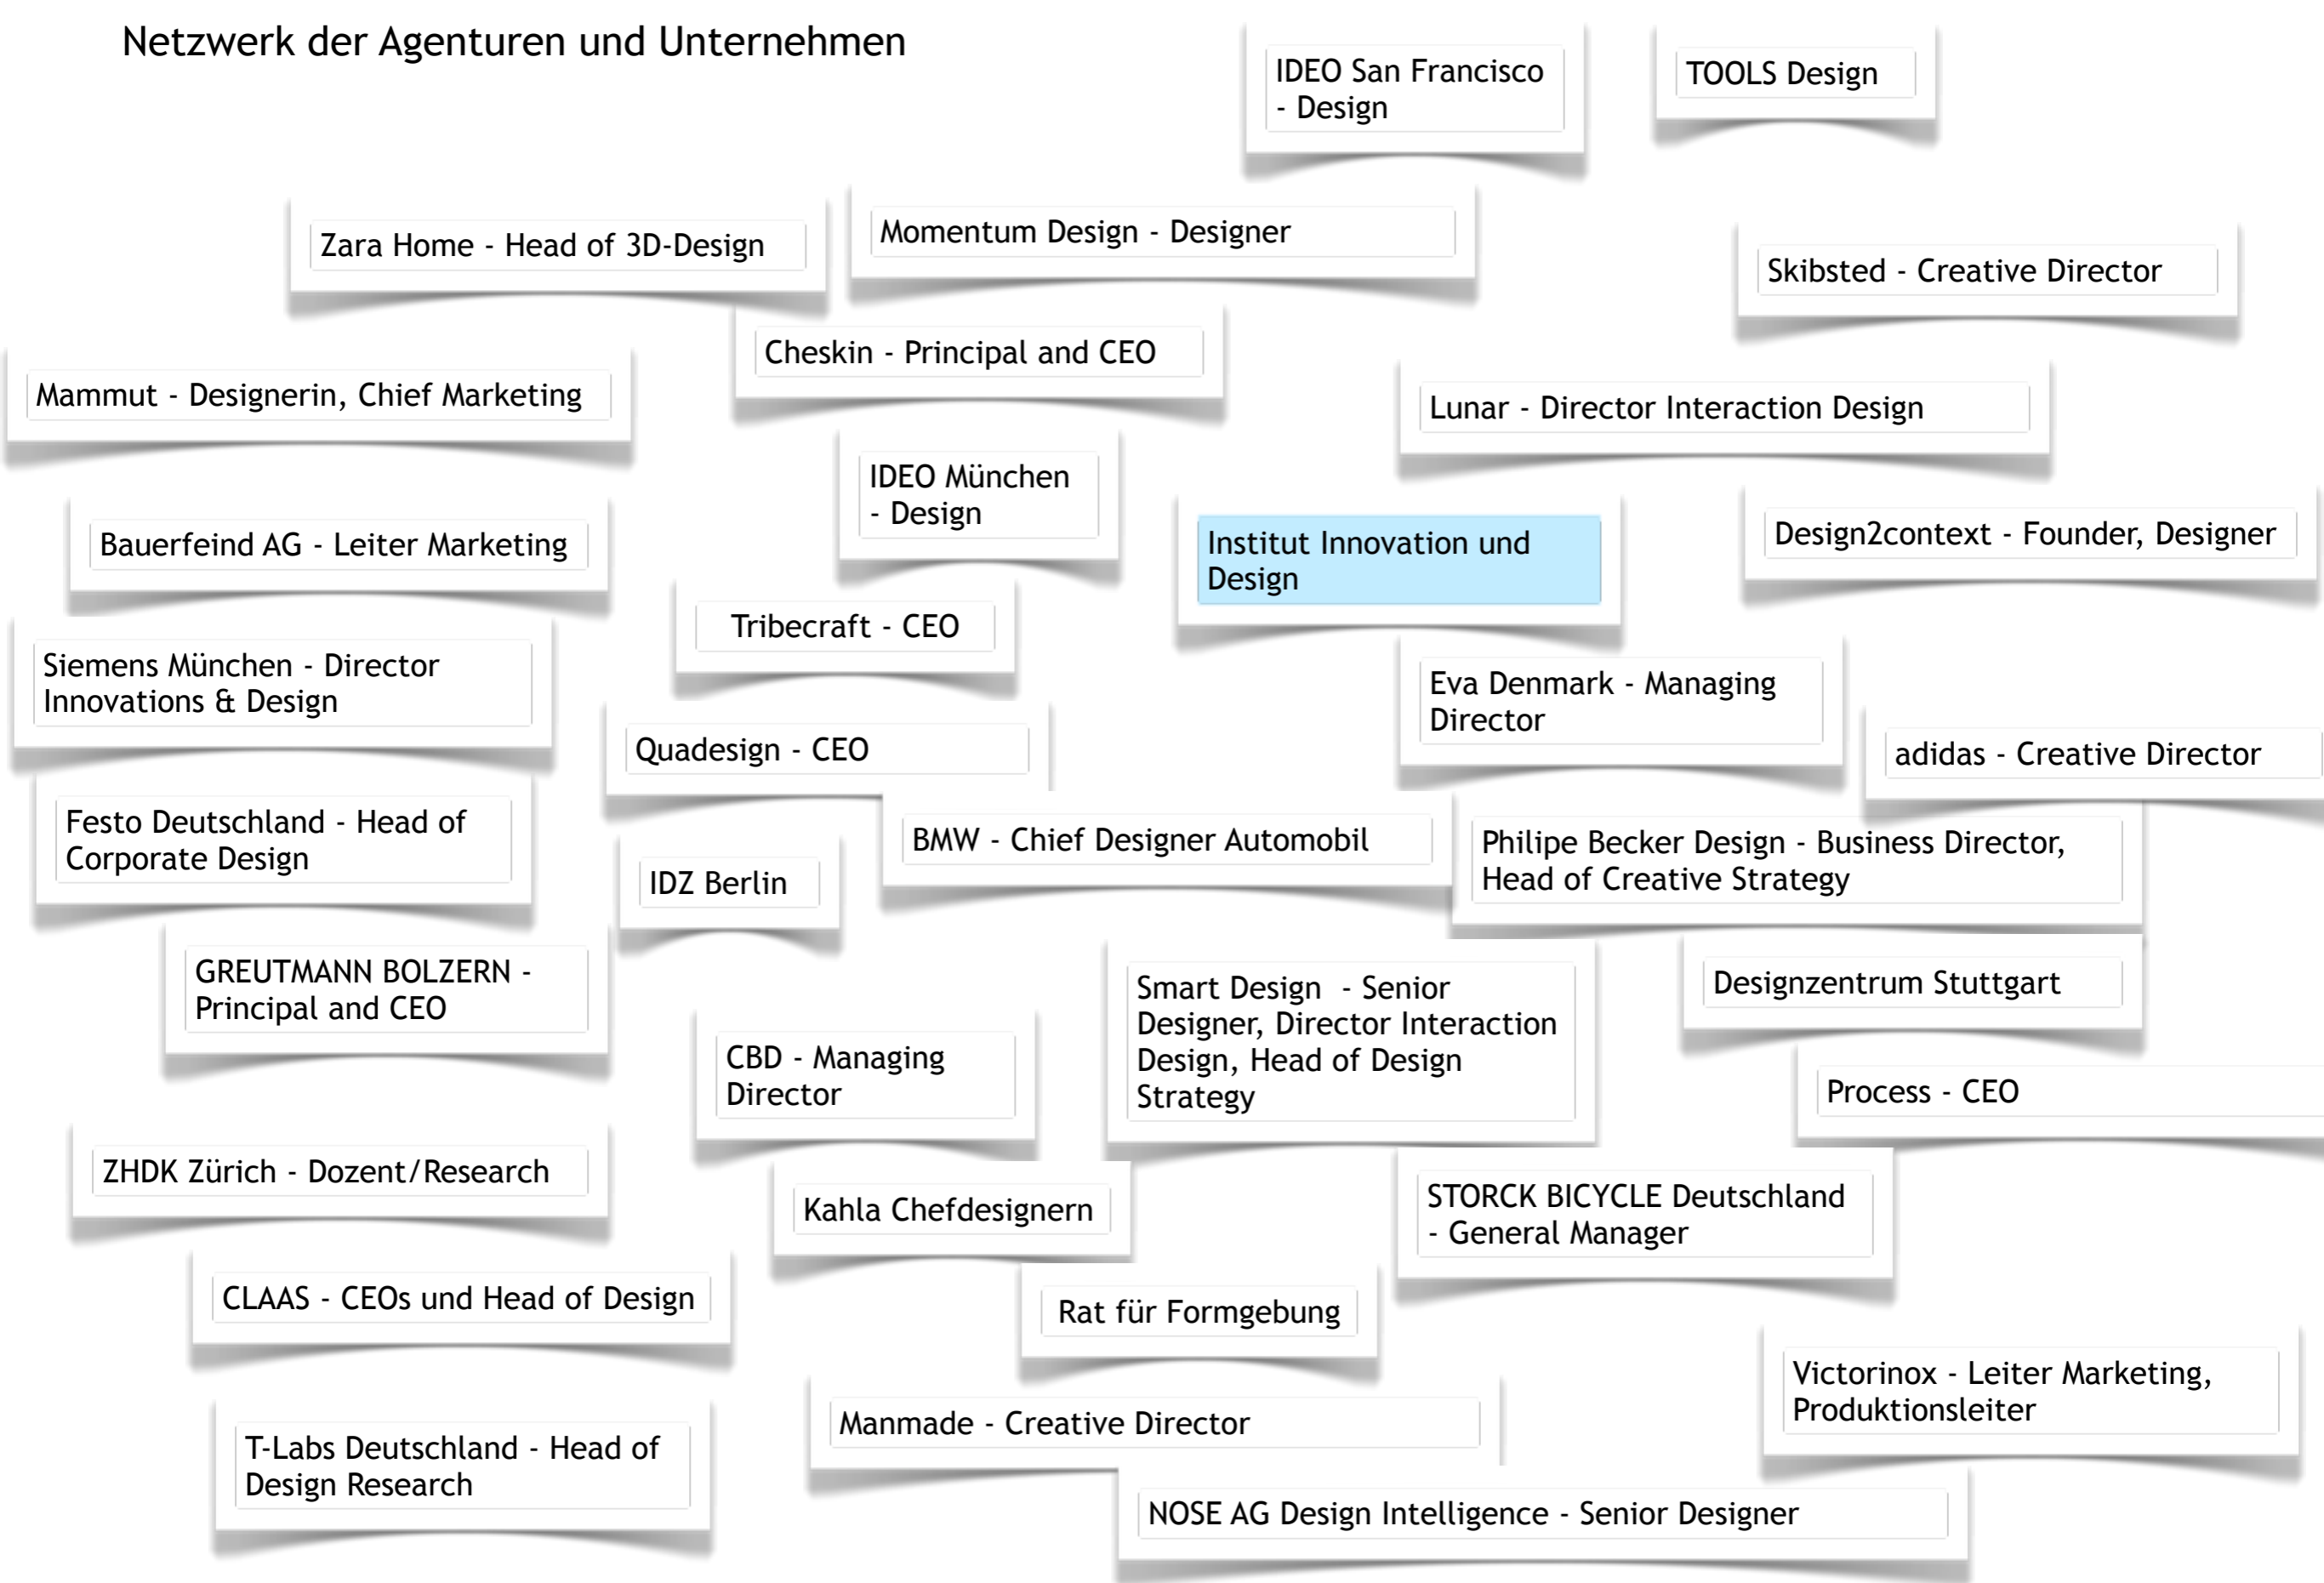 Netzwerk der Agenturen und Unternehmen
IDEO San Francisco
- Design
TOOLS Design
Zara Home - Head of 3D-Design
Momentum Design - Designer
Skibsted - Creative Director
Cheskin - Principal and CEO
Mammut - Designerin, Chief Marketing
Lunar - Director Interaction Design
IDEO München
- Design
Institut Innovation und
Design
Design2context - Founder, Designer
Bauerfeind AG - Leiter Marketing
Tribecraft - CEO
Siemens München - Director
Innovations & Design
Eva Denmark - Managing
Director
Quadesign - CEO
adidas - Creative Director
Festo Deutschland - Head of
Corporate Design
BMW - Chief Designer Automobil
Philipe Becker Design - Business Director,
Head of Creative Strategy
IDZ Berlin
GREUTMANN BOLZERN -
Principal and CEO
Smart Design  - Senior
Designer, Director Interaction
Design, Head of Design
Strategy
Designzentrum Stuttgart
CBD - Managing
Director
Process - CEO
ZHDK Zürich - Dozent/Research
Kahla Chefdesignern
STORCK BICYCLE Deutschland
- General Manager
CLAAS - CEOs und Head of Design
Rat für Formgebung
Victorinox - Leiter Marketing,
Produktionsleiter
Manmade - Creative Director
T-Labs Deutschland - Head of
Design Research
NOSE AG Design Intelligence - Senior Designer